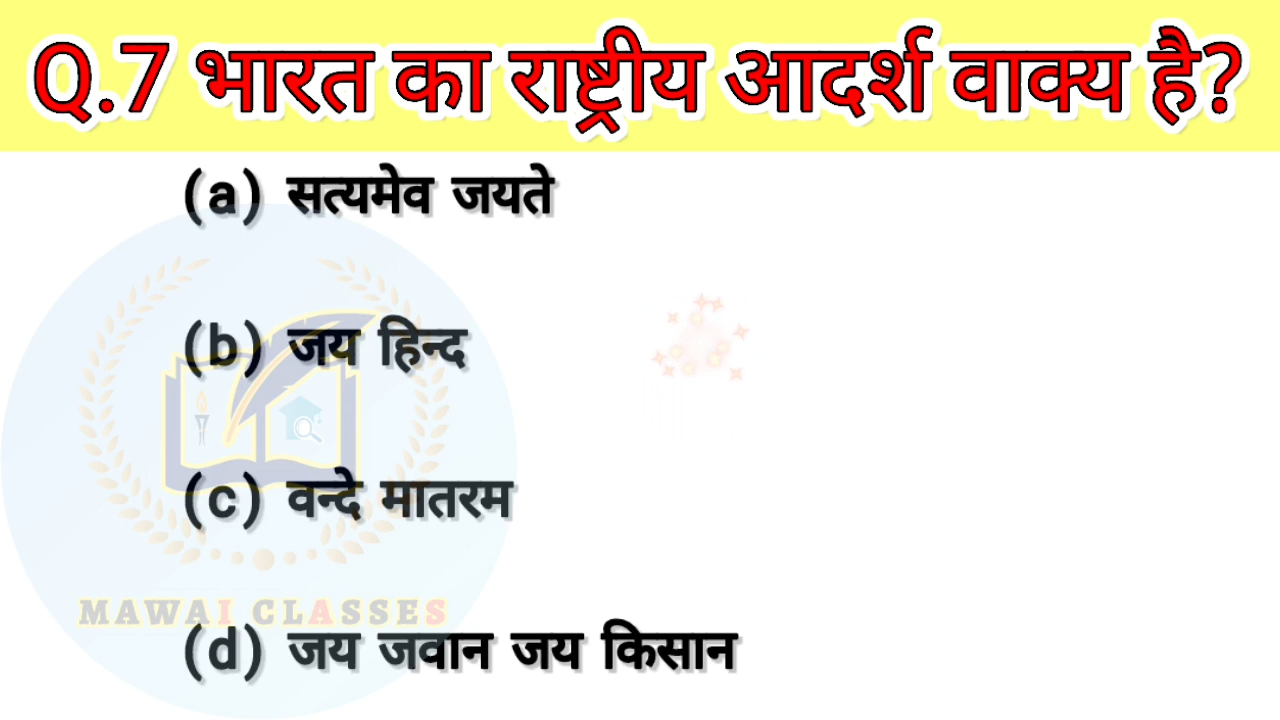 Q.7 भारत का राष्ट्रीय आदर्श वाक्य है?
(a) सत्यमेव जयते
(b) जय हिन्द
(c) वन्दे मातरम
MAWAI CLASSES
(d) जय जवान जय किसान